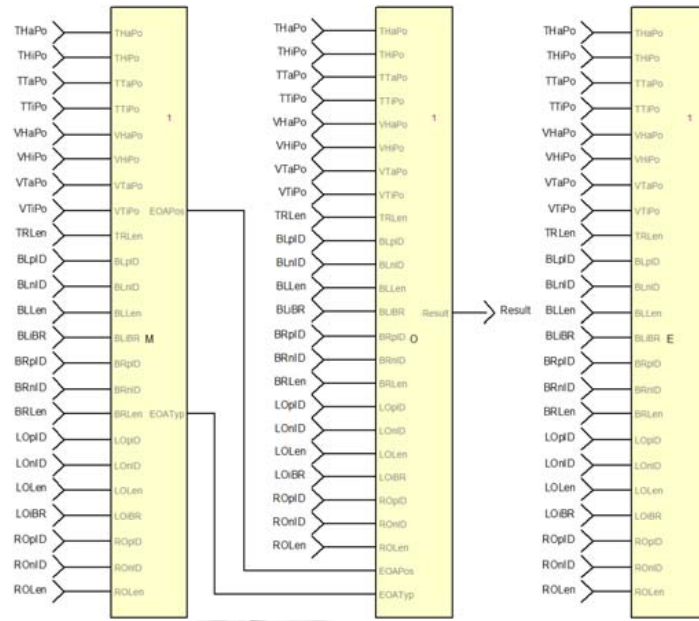 THaPo THaPo
THiPo THiPo
TTaPo TTaPo
TTiPo TTiPo
1
VHaPo VHaPo
VHiPo VHiPo
VTaPo VTaPo
VTiPo VTiPo EOAPos
TRLen TRLen
BLpID BLpID
BLnID BLnID
BLLen BLLen
BLiBR BLiBR M
BRpID BRpID
BRnID BRnID
BRLen BRLen EOATyp
LOpID LOpID
LOnID LOnID
LOLen LOLen
LOiBR LOiBR
ROpID ROpID
ROnID ROnID
ROLen ROLen
THaPo THaPo
THiPo THiPo
TTaPo TTaPo
TTiPo TTiPo
1
VHaPo VHaPo
VHiPo VHiPo
VTaPo VTaPo
VTiPo VTiPo
TRLen TRLen
BLpID BLpID
BLnID BLnID
BLLen BLLen
BLiBR BLiBR Result Result
BRpID BRpID O
BRnID BRnID
BRLen BRLen
LOpID LOpID
LOnID LOnID
LOLen LOLen
LOiBR LOiBR
ROpID ROpID
ROnID ROnID
ROLen ROLen
EOAPos
EOATyp
THaPo THaPo
THiPo THiPo
TTaPo TTaPo
TTiPo TTiPo
1
VHaPo VHaPo
VHiPo VHiPo
VTaPo VTaPo
VTiPo VTiPo
TRLen TRLen
BLpID BLpID
BLnID BLnID
BLLen BLLen
BLiBR BLiBR E
BRpID BRpID
BRnID BRnID
BRLen BRLen
LOpID LOpID
LOnID LOnID
LOLen LOLen
LOiBR LOiBR
ROpID ROpID
ROnID ROnID
ROLen ROLen